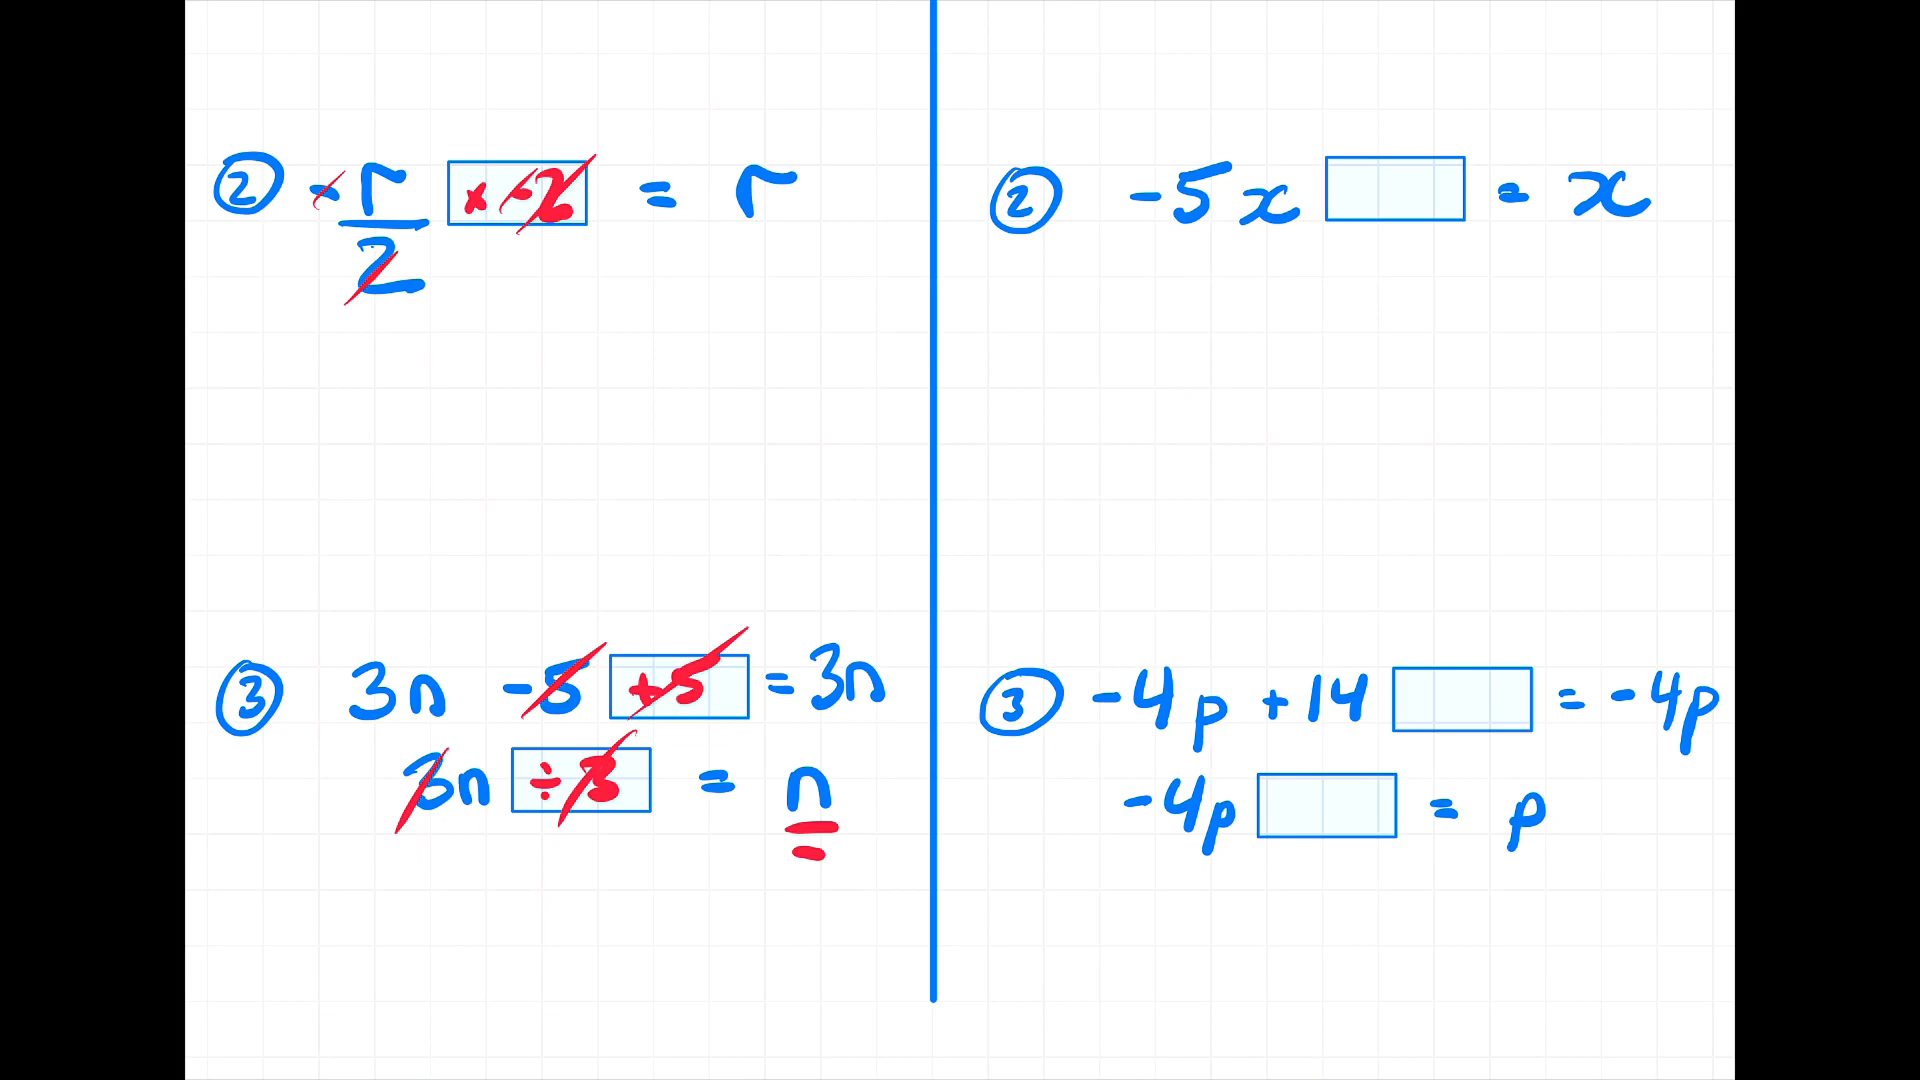 ② -r/2 × -2 = r
③ 3n -5 +5 = 3n
3n ÷3 = n
② -5x = x
③ -4p +14 = -4p
-4p = p